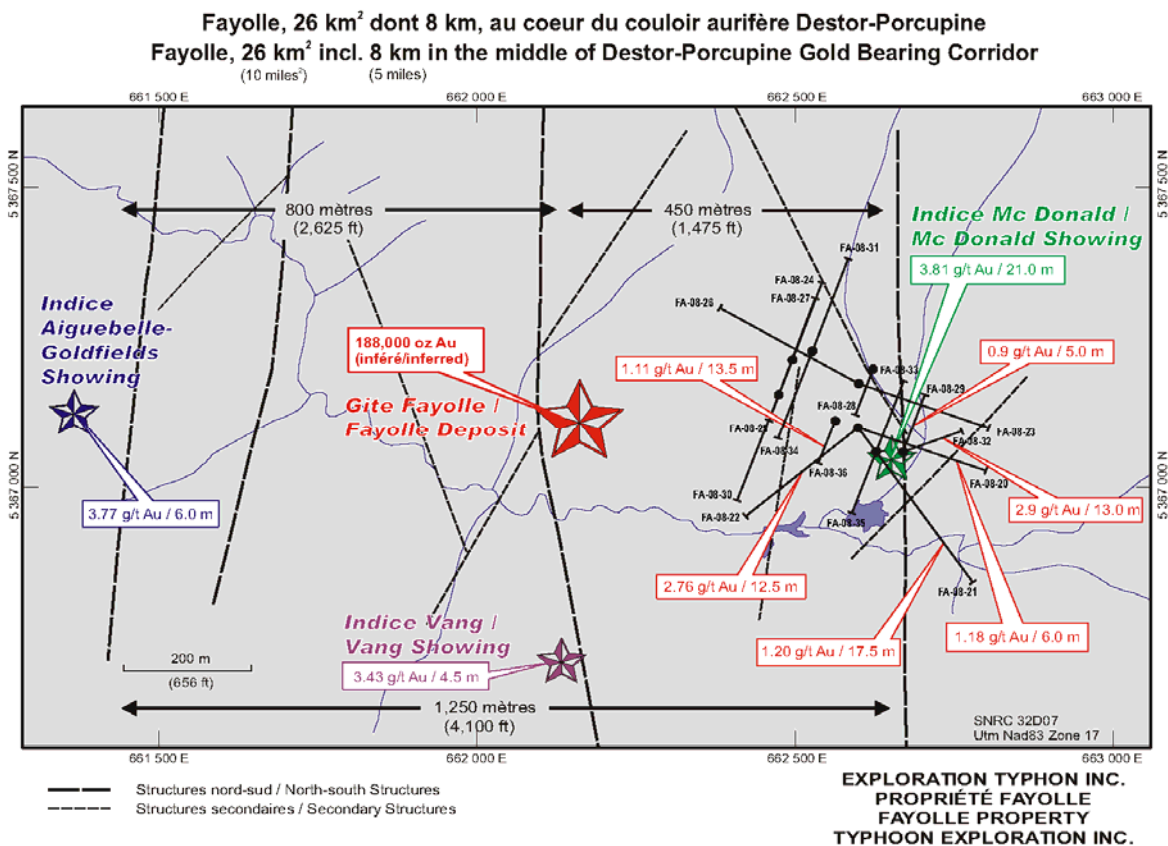 Fayolle, 26 km² dont 8 km, au coeur du couloir aurifère Destor-Porcupine
Fayolle, 26 km² incl. 8 km in the middle of Destor-Porcupine Gold Bearing Corridor
(10 miles²) (5 miles)
661 500 E 662 000 E 662 500 E 663 000 E
5 367 500 N
5 367 500 N
800 mètres
(2,625 ft)
450 mètres
(1,475 ft)
Indice Mc Donald /
Mc Donald Showing
3.81 g/t Au / 21.0 m
FA-08-31
FA-08-24
FA-08-27
FA-08-26
Indice
Aiguebelle-
Goldfields
Showing
188,000 oz Au
(inféré/inferred)
0.9 g/t Au / 5.0 m
1.11 g/t Au / 13.5 m
FA-08-33
FA-08-29
Gite Fayolle /
Fayolle Deposit
FA-08-28
FA-08-25
FA-08-23
FA-08-32
FA-08-34
FA-08-36
FA-08-20
5 367 000 N
5 367 000 N
3.77 g/t Au / 6.0 m
FA-08-30
FA-08-22
FA-08-35
2.9 g/t Au / 13.0 m
2.76 g/t Au / 12.5 m
FA-08-21
Indice Vang /
Vang Showing
3.43 g/t Au / 4.5 m
1.18 g/t Au / 6.0 m
1.20 g/t Au / 17.5 m
200 m
(656 ft)
1,250 mètres
(4,100 ft)
SNRC 32D07
Utm Nad83 Zone 17
661 500 E 662 000 E 662 500 E 663 000 E
Structures nord-sud / North-south Structures
Structures secondaires / Secondary Structures
EXPLORATION TYPHON INC.
PROPRIÉTÉ FAYOLLE
FAYOLLE PROPERTY
TYPHOON EXPLORATION INC.